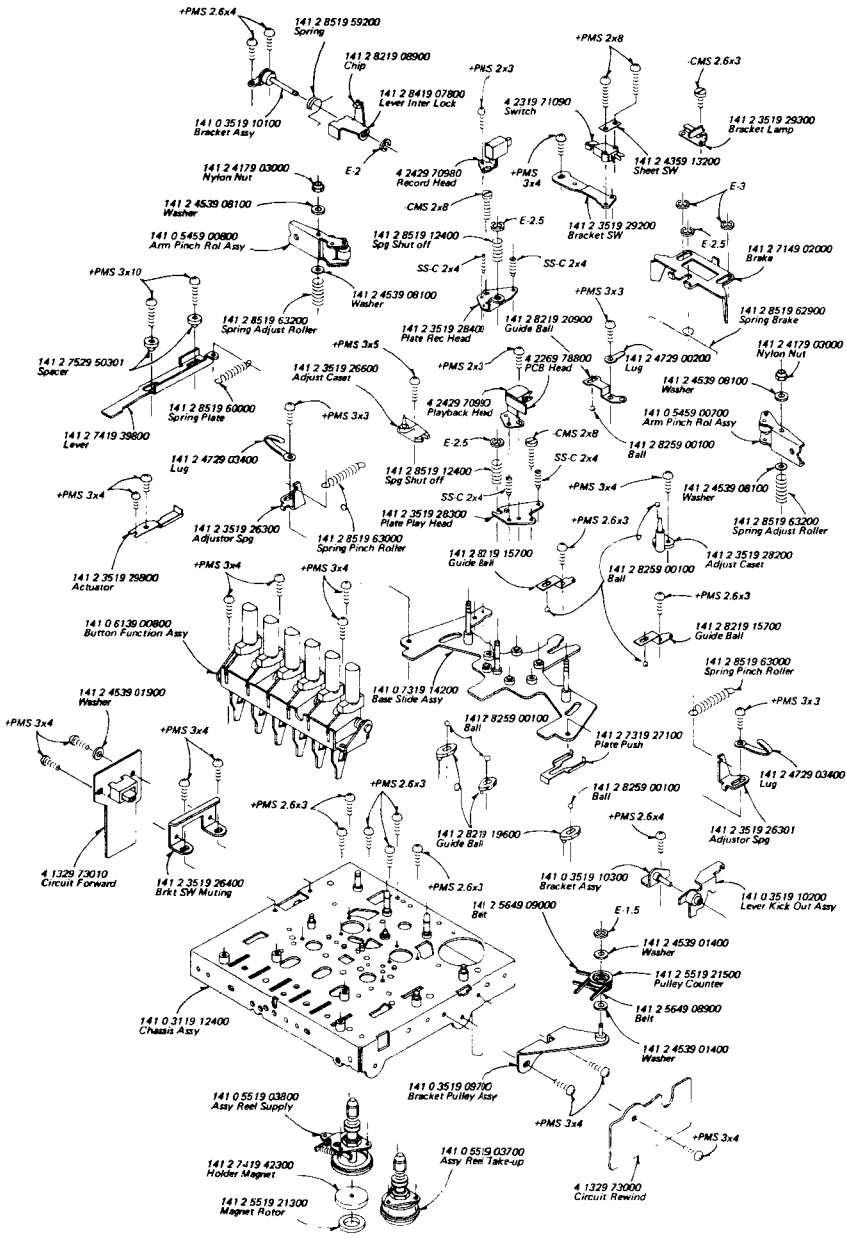 +PMS 2.6x4
141 2 8519 59200
Spring
141 2 8219 08900
Chip
141 2 8419 07800
Lever Inter Lock
141 0 3519 10100
Bracket Assy
E-2
+PMS 2x3
4 2429 70980
Record Head
+PMS 2x8
4 2319 71090
Switch
-CMS 2.6x3
141 2 3519 29300
Bracket Lamp
141 2 4359 13200
Sheet SW
+PMS
3x4
141 2 3519 29200
Bracket SW
141 2 4179 03000
Nylon Nut
141 2 4539 08100
Washer
141 0 5459 00800
Arm Pinch Rol Assy
-CMS 2x8
E-2.5
141 2 8519 12400
Spg Shut off
SS-C 2x4
SS-C 2x4
E-3
E-2.5
141 2 7149 02000
Brake
+PMS 3x10
141 2 4539 08100
Washer
141 2 8519 63200
Spring Adjust Roller
141 2 3519 28400
Plate Rec Head
+PMS 3x3
141 2 8219 20900
Guide Ball
141 2 8519 62900
Spring Brake
141 2 4179 03000
Nylon Nut
141 2 7529 50301
Spacer
+PMS 3x5
141 2 3519 26600
Adjust Caset
+PMS 2x3
4 2269 78800
PCB Head
141 2 4729 00200
Lug
141 2 4539 08100
Washer
141 2 8519 60000
Spring Plate
4 2429 70990
Playback Head
141 0 5459 00700
Arm Pinch Rol Assy
141 2 7419 39800
Lever
+PMS 3x3
E-2.5
-CMS 2x8
141 2 8259 00100
Ball
141 2 4729 03400
Lug
141 2 8519 12400
Spg Shut off
SS-C 2x4
SS-C 2x4
+PMS 3x4
141 2 4539 08100
Washer
+PMS 3x4
141 2 3519 26300
Adjustor Spg
141 2 8519 63000
Spring Pinch Roller
141 2 3519 28300
Plate Play Head
141 2 8519 63200
Spring Adjust Roller
+PMS 2.6x3
141 2 8219 15700
Guide Ball
141 2 8259 00100
Ball
141 2 3519 28200
Adjust Caset
141 2 3519 29800
Actuator
+PMS 3x4
+PMS 3x4
+PMS 2.6x3
141 0 6139 00800
Button Function Assy
141 2 8219 15700
Guide Ball
141 2 4539 01900
Washer
141 0 7319 14200
Base Slide Assy
141 2 8519 63000
Spring Pinch Roller
+PMS 3x4
+PMS 3x4
141 2 8259 00100
Ball
141 2 7319 27100
Plate Push
+PMS 3x3
141 2 4729 03400
Lug
+PMS 2.6x3
+PMS 2.6x3
141 2 8259 00100
Ball
141 2 8219 19600
Guide Ball
+PMS 2.6x4
141 2 3519 26301
Adjustor Spg
4 1329 73010
Circuit Forward
141 2 3519 26400
Brkt SW Muting
+PMS 2.6x3
141 0 3519 10300
Bracket Assy
141 0 3519 10200
Lever Kick Out Assy
141 2 5649 09000
Belt
E-1.5
141 2 4539 01400
Washer
141 2 5519 21500
Pulley Counter
141 2 5649 08900
Belt
141 2 4539 01400
Washer
141 0 3119 12400
Chassis Assy
141 0 3519 09700
Bracket Pulley Assy
+PMS 3x4
+PMS 3x4
141 0 5519 03800
Assy Reel Supply
141 0 5519 03700
Assy Reel Take-up
141 2 7419 42300
Holder Magnet
141 2 5519 21300
Magnet Rotor
4 1329 73000
Circuit Rewind